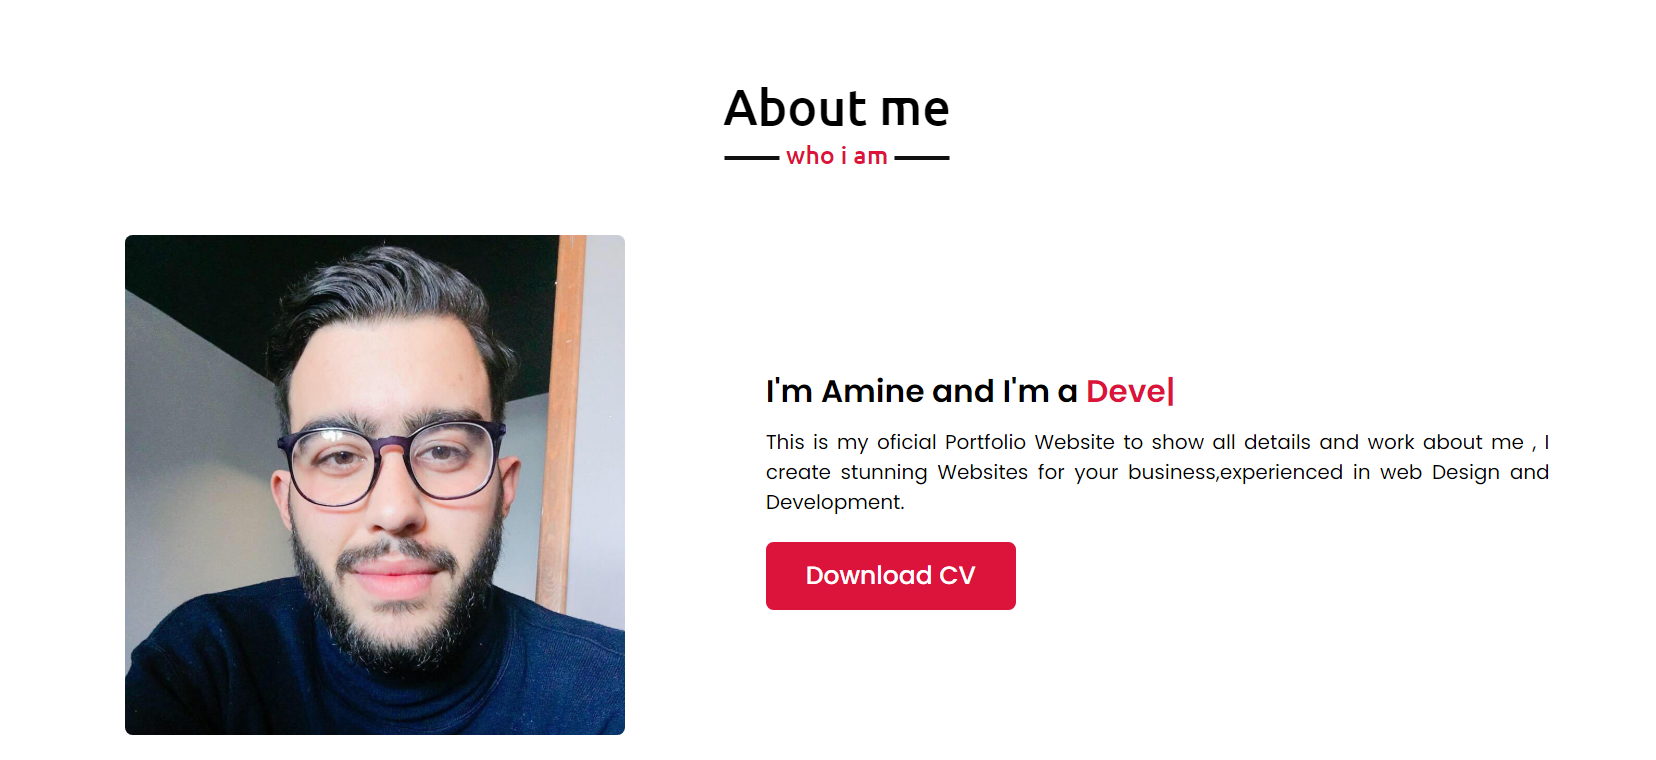 About me
who i am
I'm Amine and I'm a Deve|
This is my oficial Portfolio Website to show all details and work about me , I
create stunning Websites for your business,experienced in web Design and
Development.
Download CV